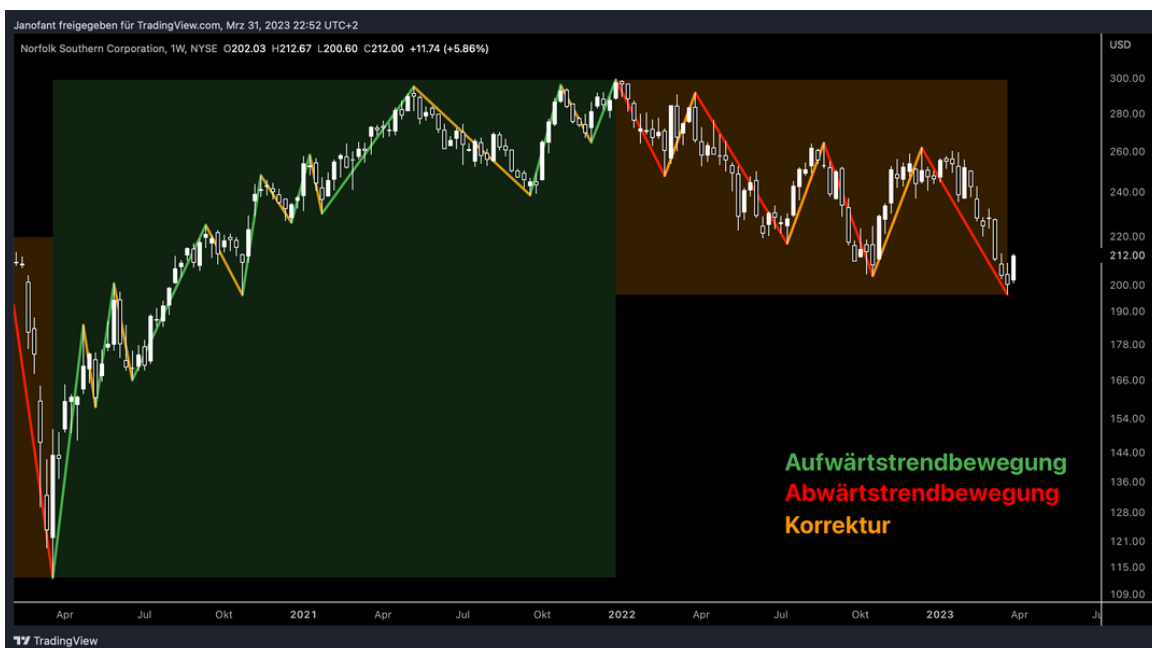 Janofant freigegeben für TradingView.com, Mrz 31, 2023 22:52 UTC+2
Norfolk Southern Corporation, 1W, NYSE O202.03 H212.67 L200.60 C212.00 +11.74 (+5.86%)
USD
300.00
280.00
260.00
240.00
220.00
212.00
200.00
190.00
178.00
166.00
154.00
144.00
136.00
128.00
121.00
115.00
109.00
Aufwärtstrendbewegung
Abwärtstrendbewegung
Korrektur
Apr Jul Okt 2021 Apr Jul Okt 2022 Apr Jul Okt 2023 Apr
TradingView